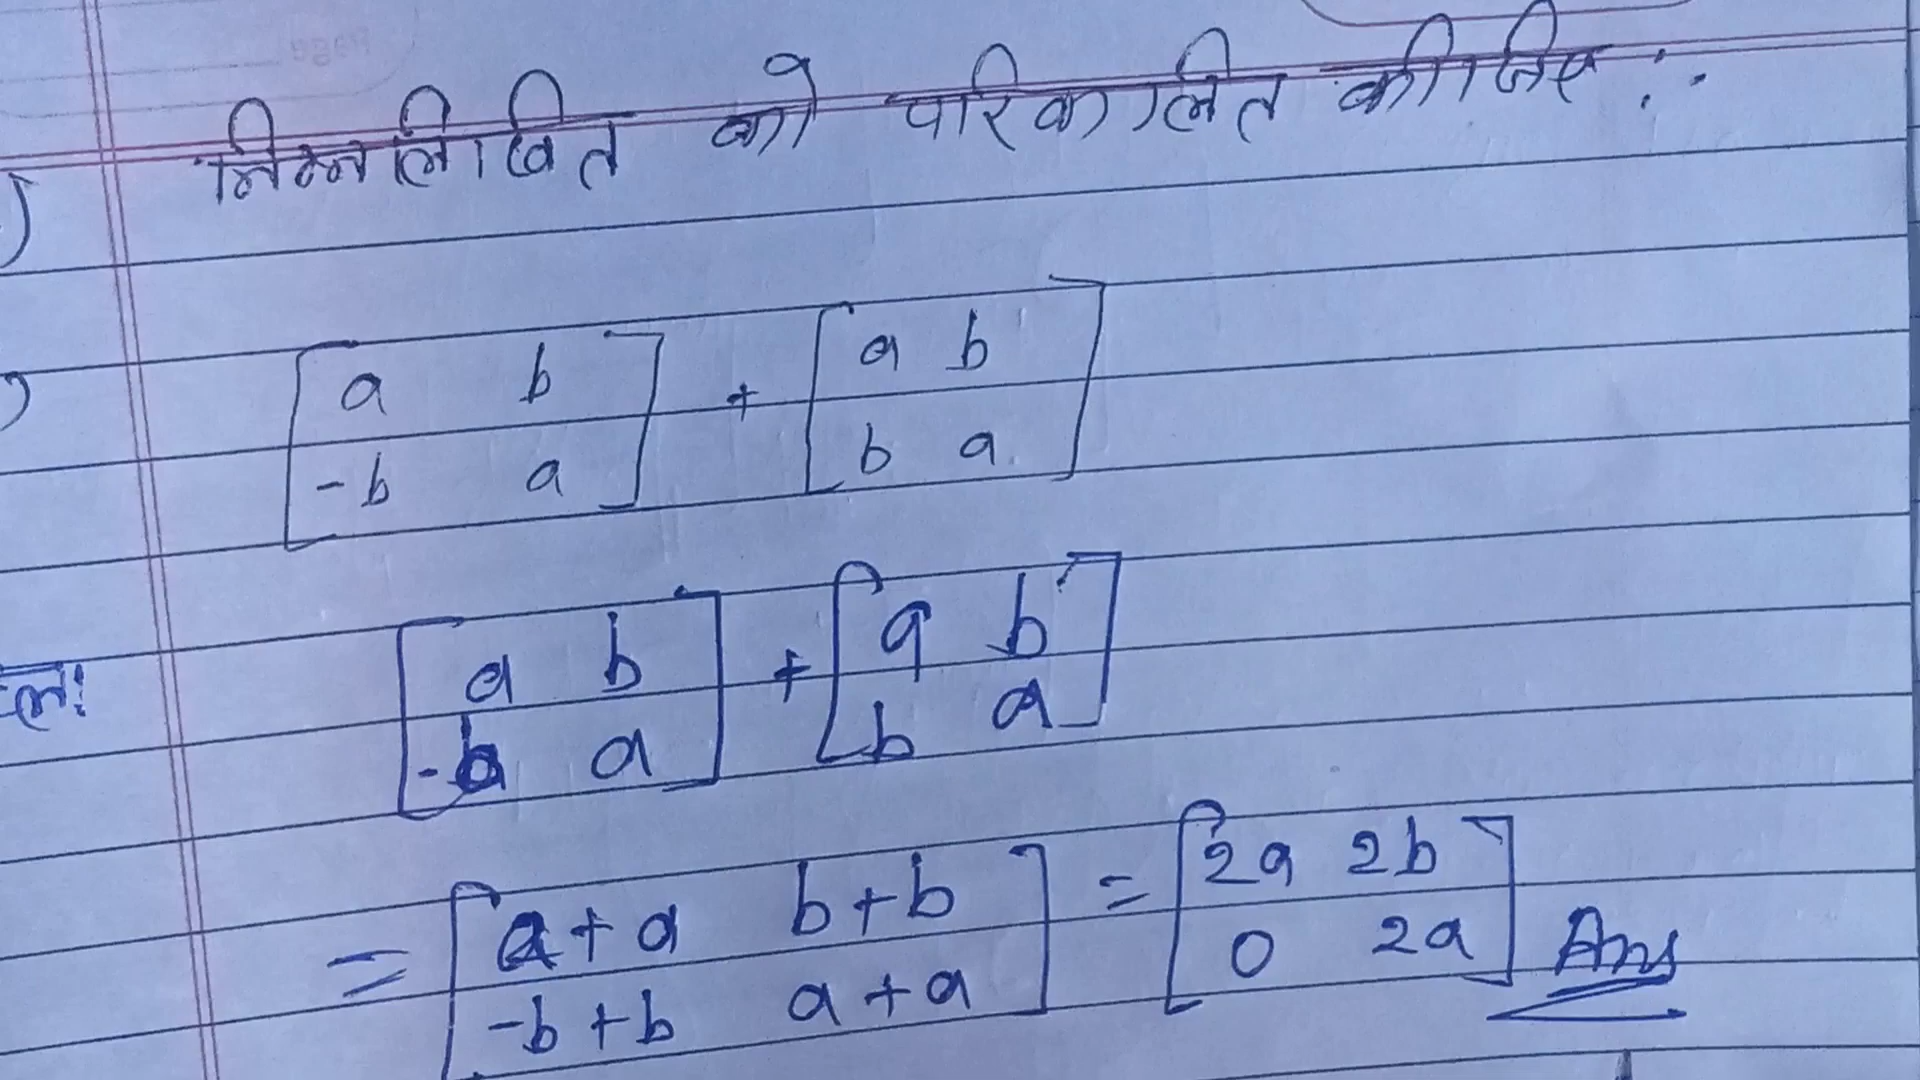 निम्नलिखित को परिकलित कीजिए :
[a b -b a] + [a b b a]
हल: [a b -b a] + [a b b a]
= [a+a b+b -b+b a+a] = [2a 2b 0 2a] Ans